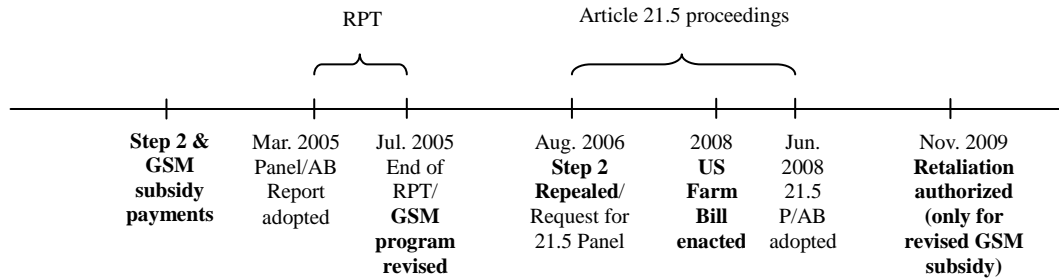 RPT
Article 21.5 proceedings
Step 2 &
GSM
subsidy
payments
Mar. 2005
Panel/AB
Report
adopted
Jul. 2005
End of
RPT/
GSM
program
revised
Aug. 2006
Step 2
Repealed/
Request for
21.5 Panel
2008
US
Farm
Bill
enacted
Jun.
2008
21.5
P/AB
adopted
Nov. 2009
Retaliation
authorized
(only for
revised GSM
subsidy)